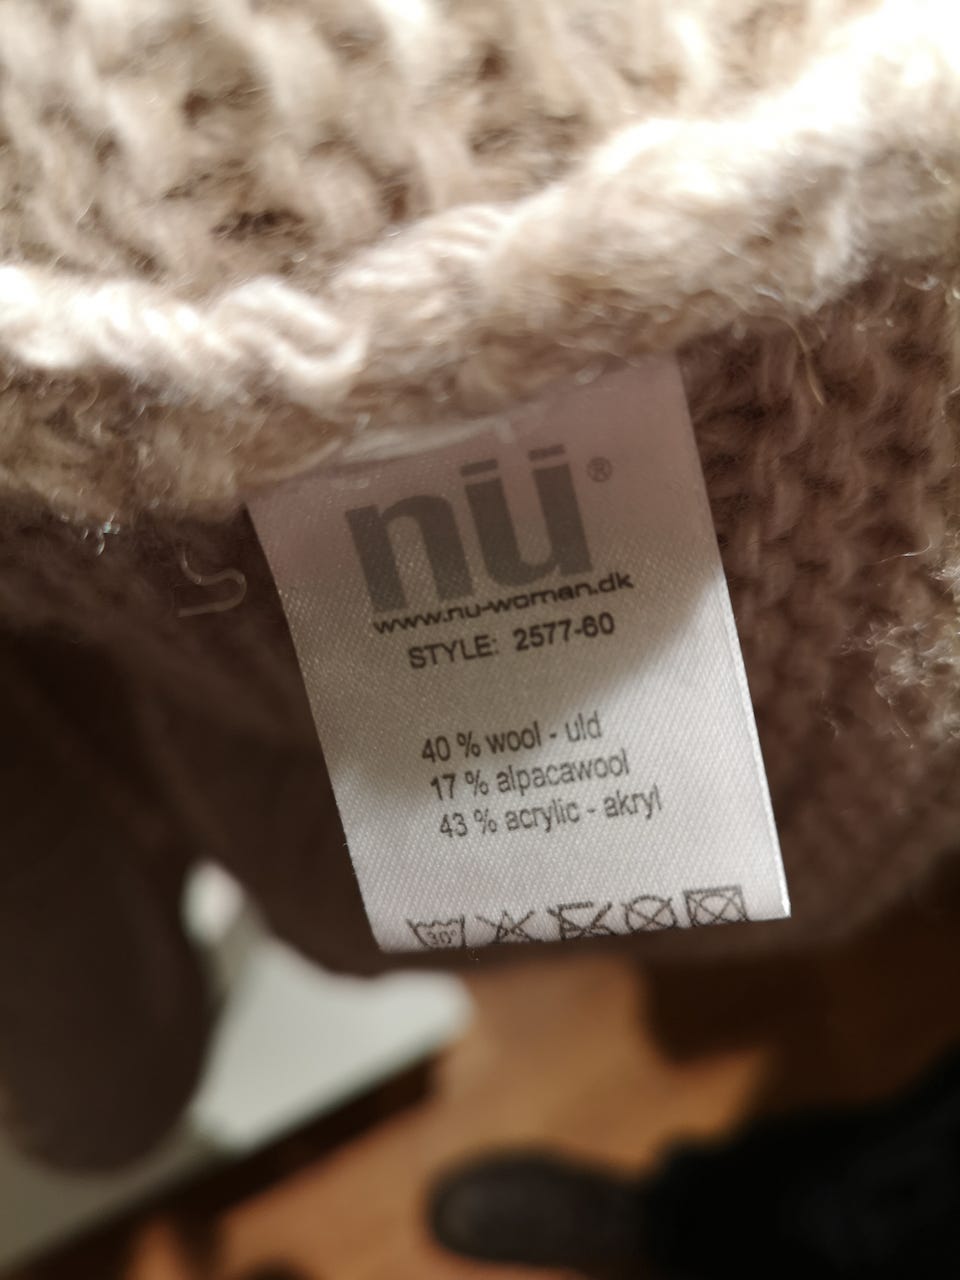 nü®
www.nu-woman.dk
STYLE: 2577-60
40 % wool - uld
17 % alpacawool
43 % acrylic - akryl
30°